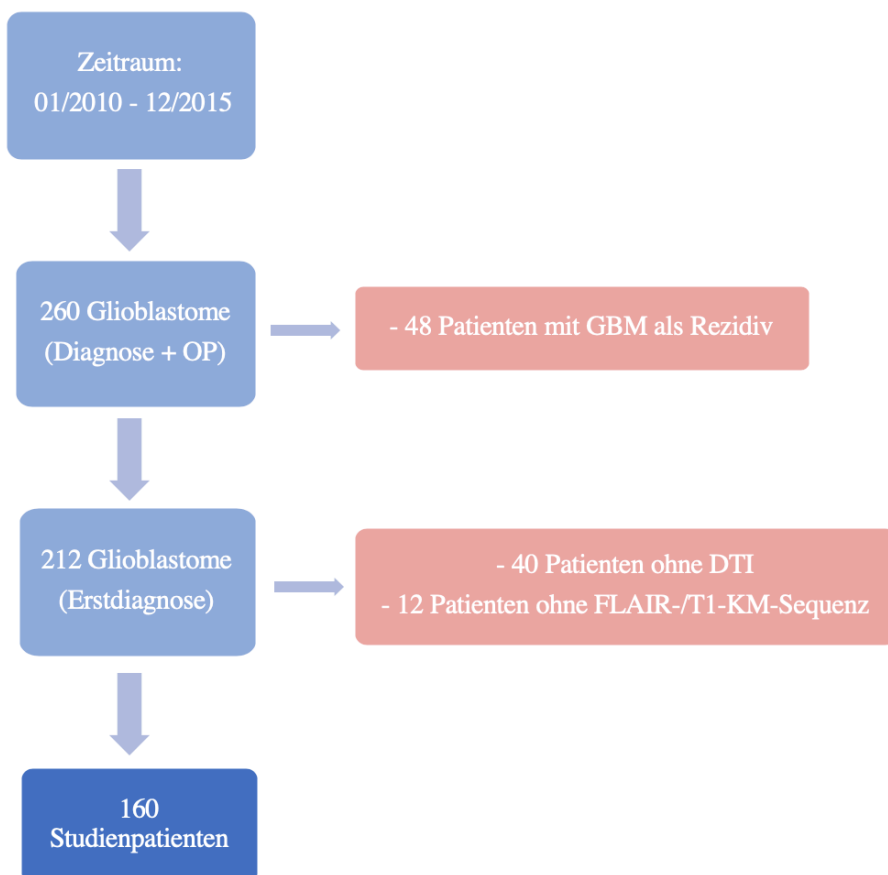 Zeitraum:
01/2010 - 12/2015
260 Glioblastome
(Diagnose + OP)
- 48 Patienten mit GBM als Rezidiv
212 Glioblastome
(Erstdiagnose)
- 40 Patienten ohne DTI
- 12 Patienten ohne FLAIR-/T1-KM-Sequenz
160
Studienpatienten